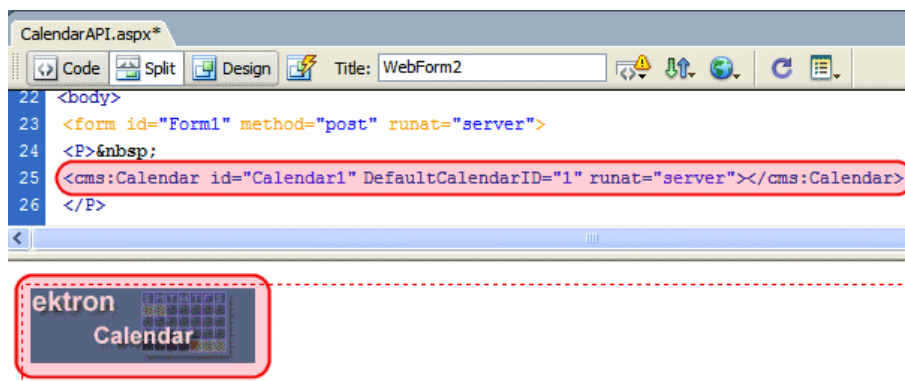 CalendarAPI.aspx*
Code Split Design Title: WebForm2
22 <body>
23 <form id="Form1" method="post" runat="server">
24 <P>&nbsp;
25 <cms:Calendar id="Calendar1" DefaultCalendarID="1" runat="server"></cms:Calendar>
26 </P>
ektron
S M T W T F S
Calendar